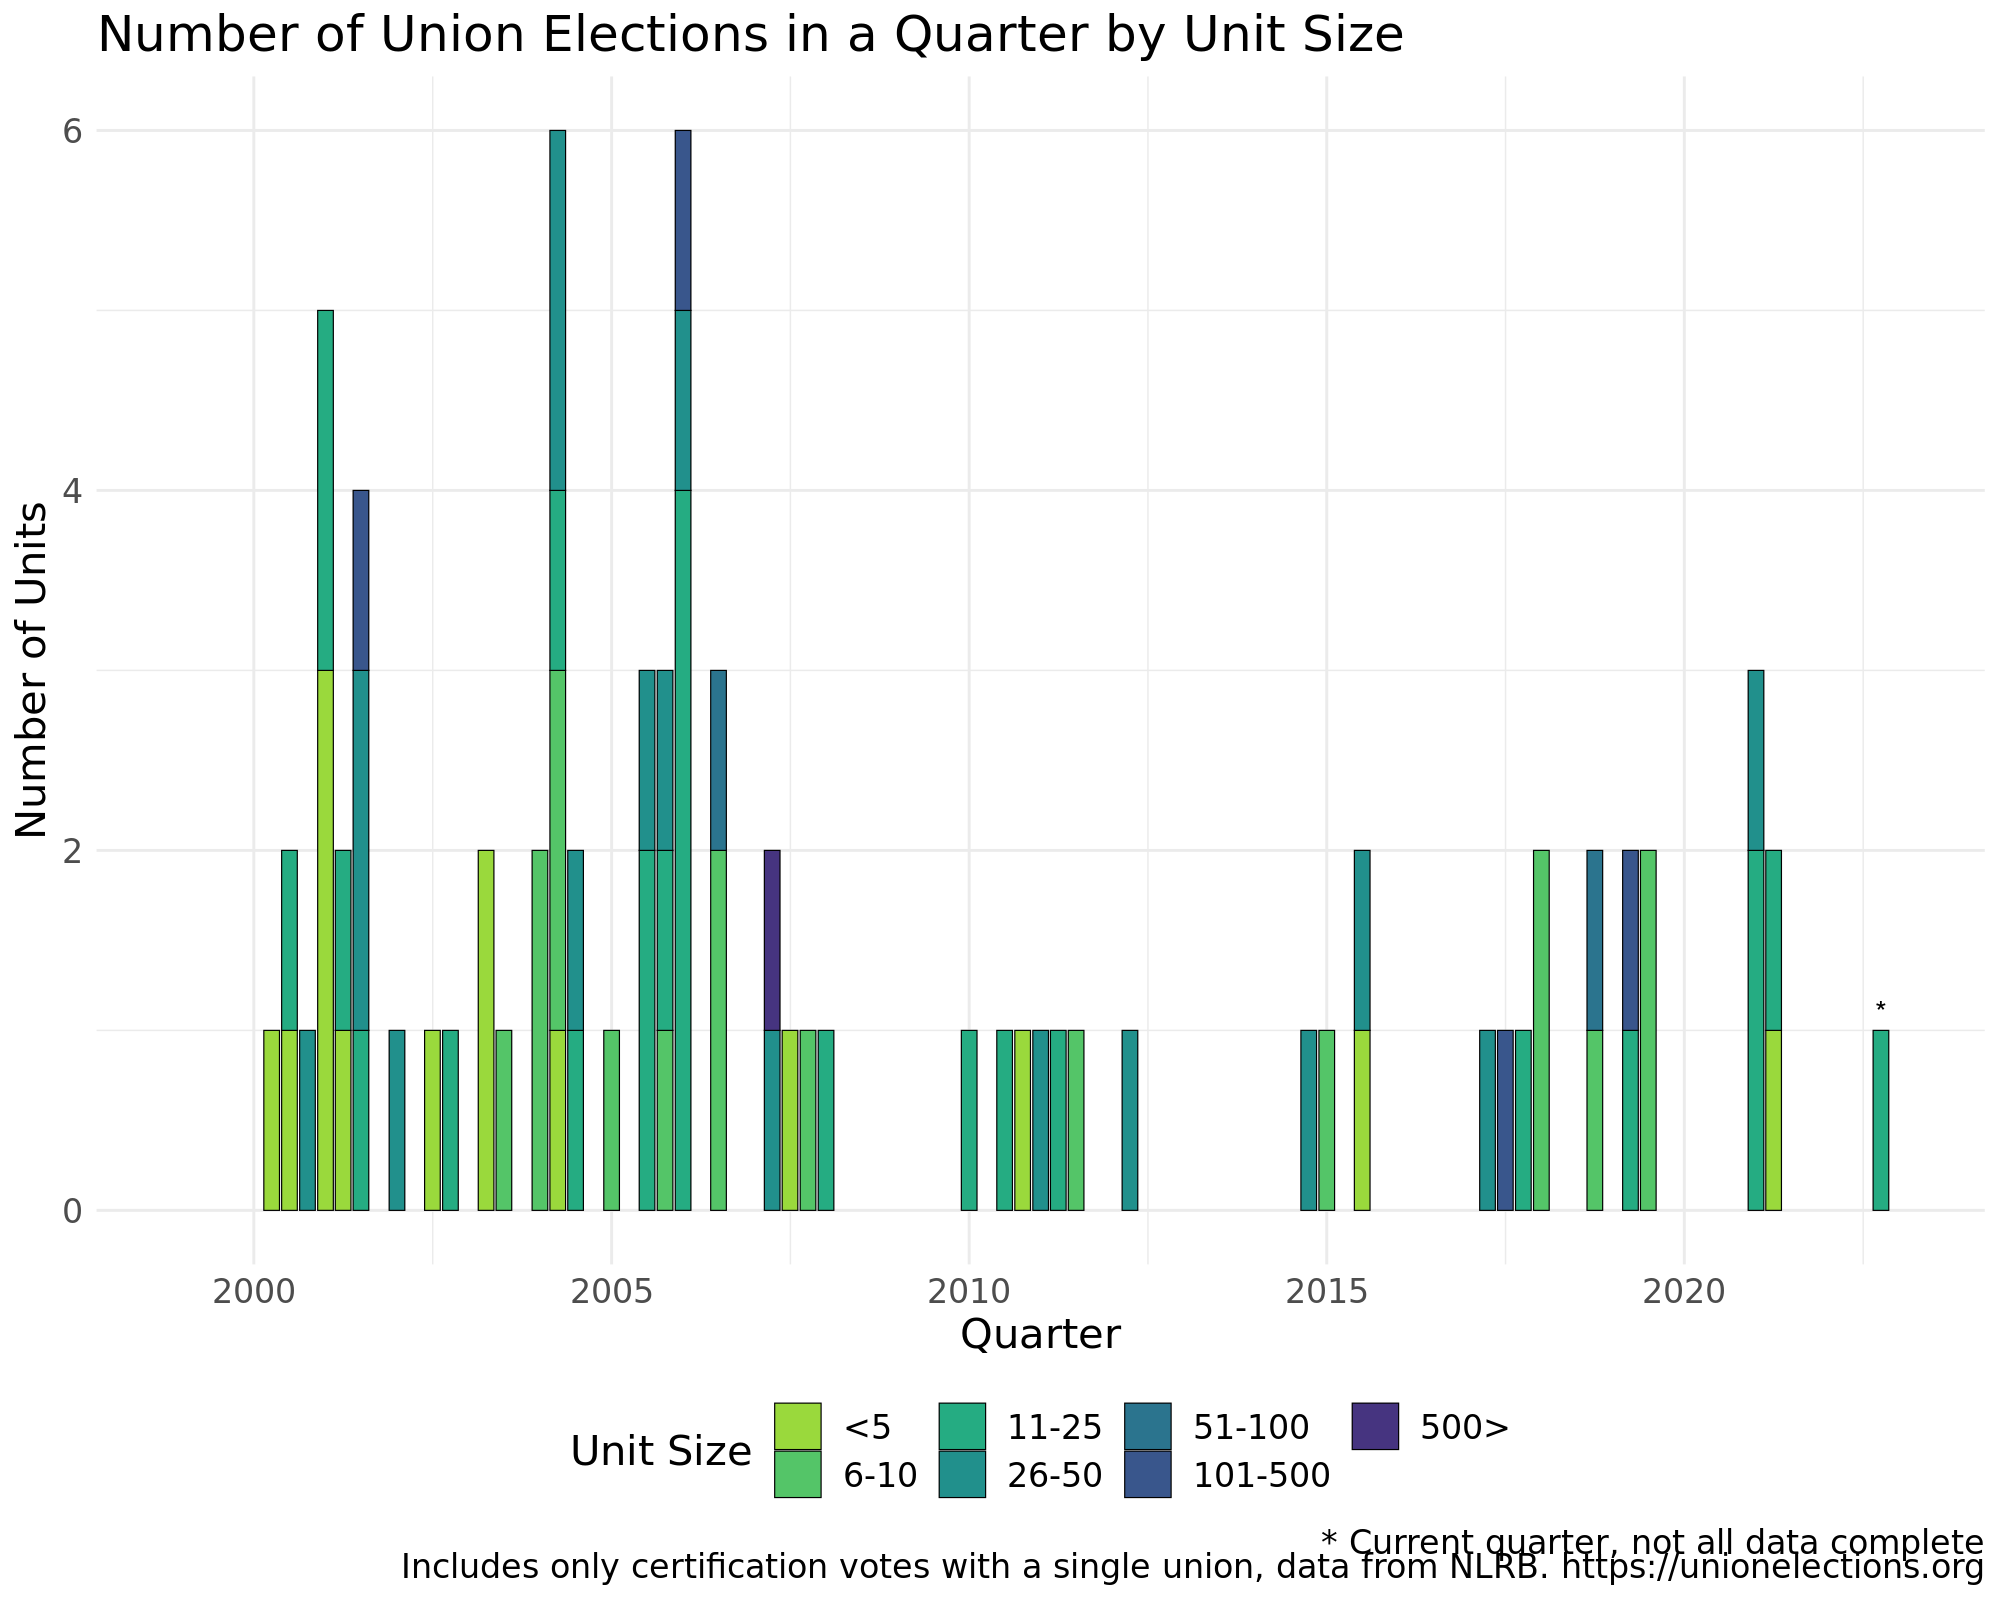 Number of Union Elections in a Quarter by Unit Size
6
4
2
0
Number of Units
*
2000 2005 2010 2015 2020
Quarter
Unit Size
<5 11-25 51-100 500>
6-10 26-50 101-500
* Current quarter, not all data complete
Includes only certification votes with a single union, data from NLRB. https://unionelections.org